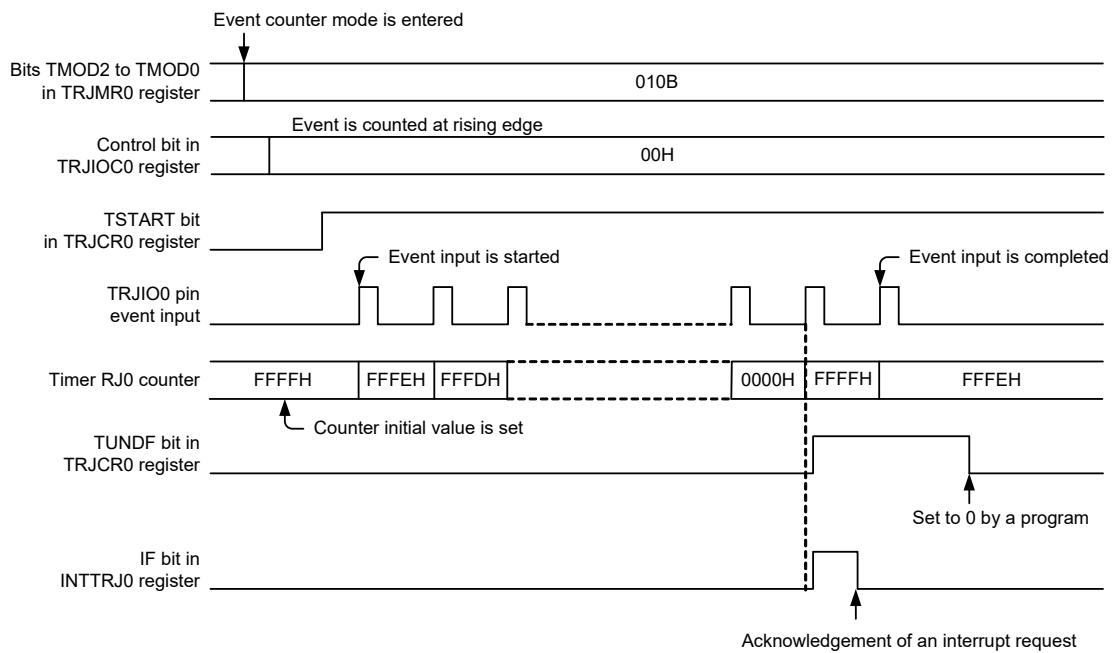 Event counter mode is entered
Bits TMOD2 to TMOD0
in TRJMR0 register
010B
Event is counted at rising edge
Control bit in
TRJIOC0 register
00H
TSTART bit
in TRJCR0 register
Event input is started
Event input is completed
TRJIO0 pin
event input
Timer RJ0 counter
FFFFH
FFFEH
FFFDH
0000H
FFFFH
FFFEH
Counter initial value is set
TUNDF bit in
TRJCR0 register
Set to 0 by a program
IF bit in
INTTRJ0 register
Acknowledgement of an interrupt request